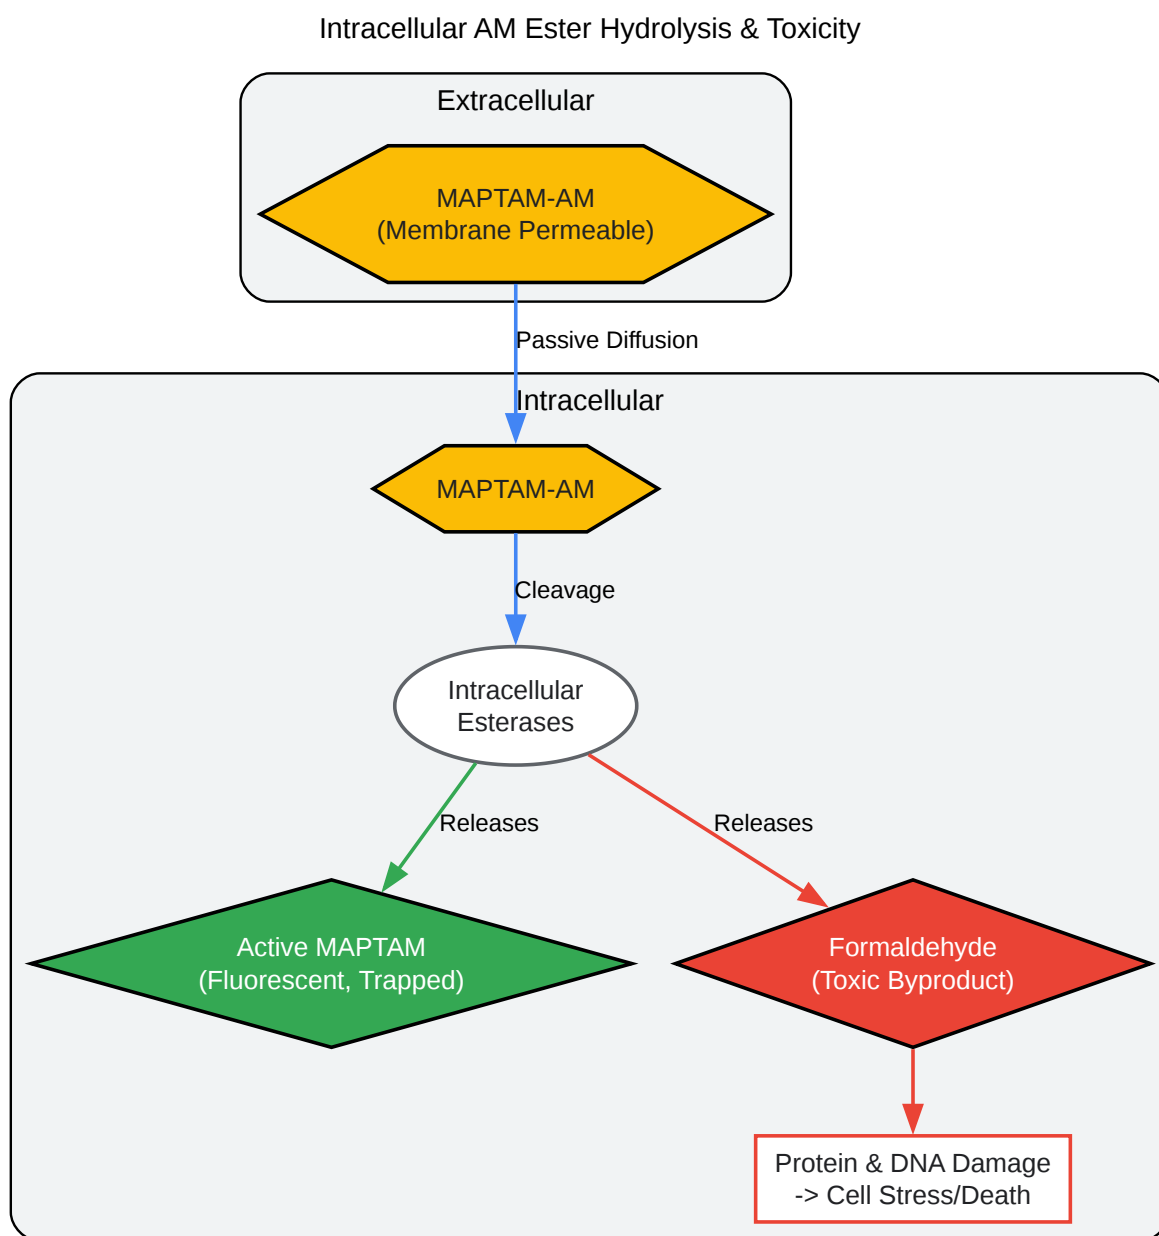 Intracellular AM Ester Hydrolysis & Toxicity
Extracellular
MAPTAM-AM
(Membrane Permeable)
Passive Diffusion
Intracellular
MAPTAM-AM
Cleavage
Intracellular
Esterases
Releases
Releases
Active MAPTAM
(Fluorescent, Trapped)
Formaldehyde
(Toxic Byproduct)
Protein & DNA Damage
-> Cell Stress/Death